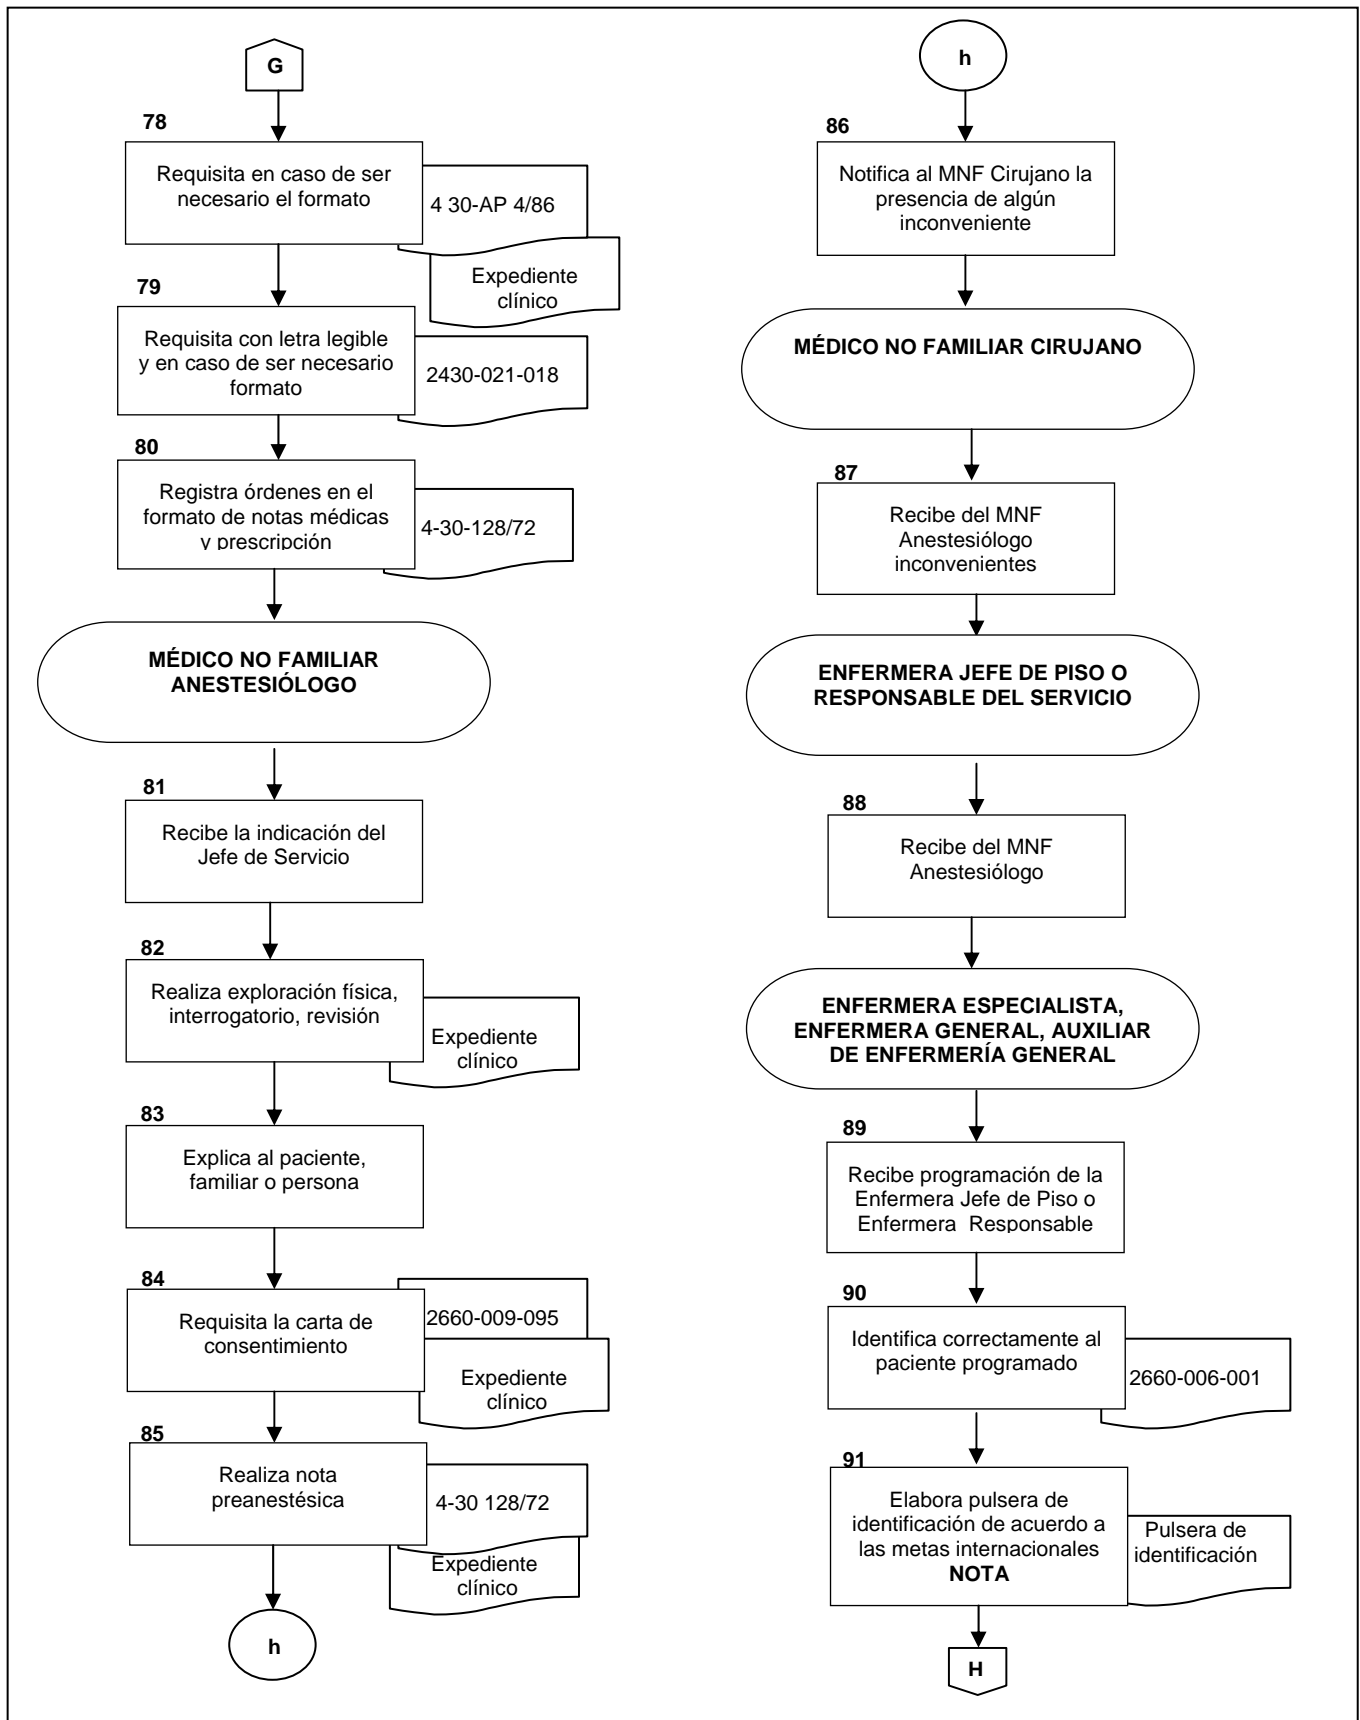 G
78
Requisita en caso de ser
necesario el formato
4 30-AP 4/86
Expediente
clínico
79
Requisita con letra legible
y en caso de ser necesario
formato
2430-021-018
80
Registra órdenes en el
formato de notas médicas
y prescripción
4-30-128/72
MÉDICO NO FAMILIAR
ANESTESIÓLOGO
81
Recibe la indicación del
Jefe de Servicio
82
Realiza exploración física,
interrogatorio, revisión
Expediente
clínico
83
Explica al paciente,
familiar o persona
84
Requisita la carta de
consentimiento
2660-009-095
Expediente
clínico
85
Realiza nota
preanestésica
4-30 128/72
Expediente
clínico
h
h
86
Notifica al MNF Cirujano la
presencia de algún
inconveniente
MÉDICO NO FAMILIAR CIRUJANO
87
Recibe del MNF
Anestesiólogo
inconvenientes
ENFERMERA JEFE DE PISO O
RESPONSABLE DEL SERVICIO
88
Recibe del MNF
Anestesiólogo
ENFERMERA ESPECIALISTA,
ENFERMERA GENERAL, AUXILIAR
DE ENFERMERÍA GENERAL
89
Recibe programación de la
Enfermera Jefe de Piso o
Enfermera Responsable
90
Identifica correctamente al
paciente programado
2660-006-001
91
Elabora pulsera de
identificación de acuerdo a
las metas internacionales
NOTA
Pulsera de
identificación
H